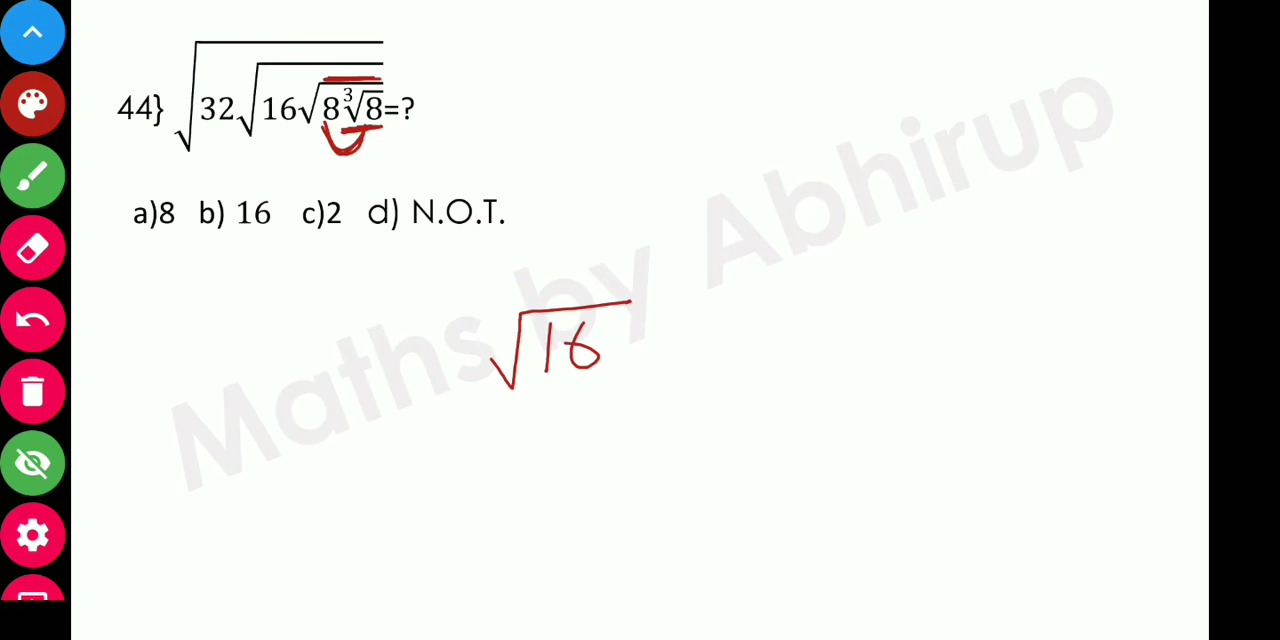 44} √32√16√8∛8=?
a)8 b) 16 c)2 d) N.O.T.
√16
Maths by Abhirup